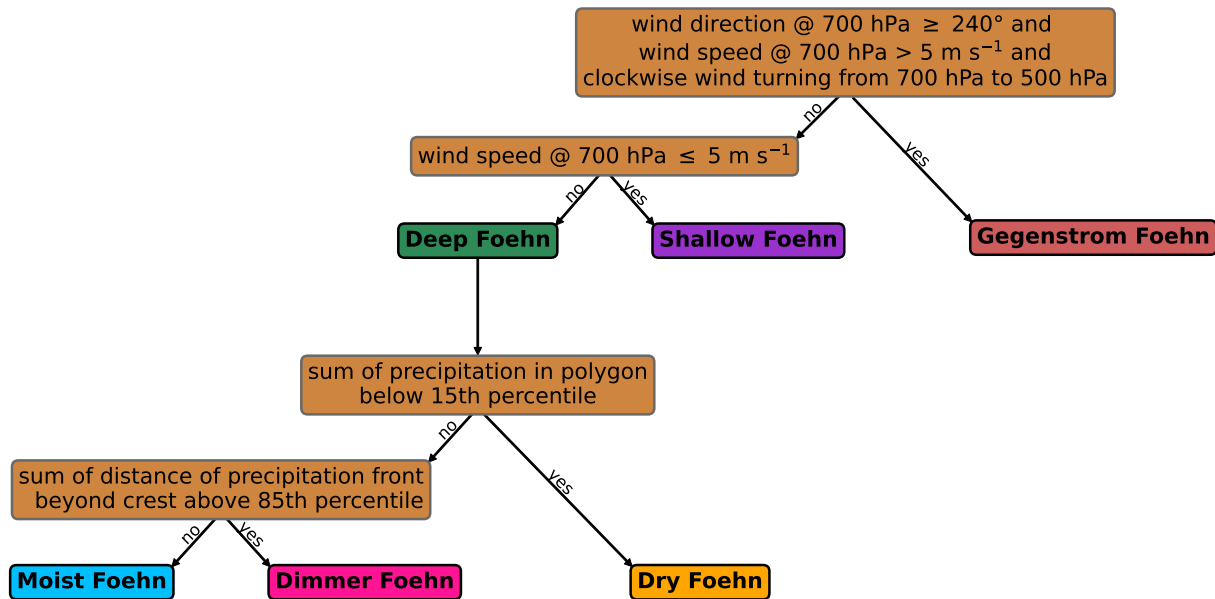 wind direction @ 700 hPa ≥ 240° and
wind speed @ 700 hPa > 5 m s⁻¹ and
clockwise wind turning from 700 hPa to 500 hPa
no
yes
wind speed @ 700 hPa ≤ 5 m s⁻¹
no
yes
Deep Foehn
Shallow Foehn
Gegenstrom Foehn
sum of precipitation in polygon
below 15th percentile
no
yes
sum of distance of precipitation front
beyond crest above 85th percentile
no
yes
Moist Foehn
Dimmer Foehn
Dry Foehn